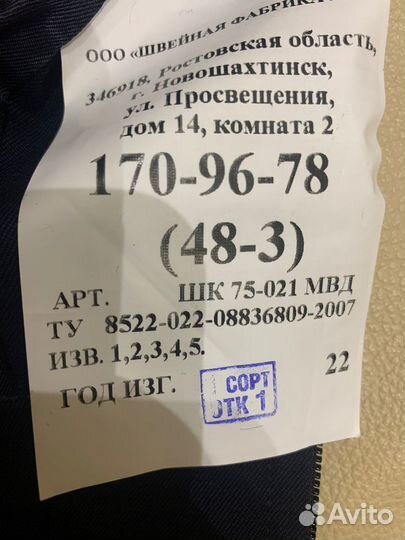 ООО «ШВЕЙНАЯ ФАБРИКА
346918, Ростовская область,
г. Новошахтинск,
ул. Просвещения,
дом 14, комната 2
170-96-78
(48-3)
АРТ. ШК 75-021 МВД
ТУ 8522-022-08836809-2007
ИЗВ. 1,2,3,4,5.
ГОД ИЗГ. 22
СОРТ
ОТК 1
Avito